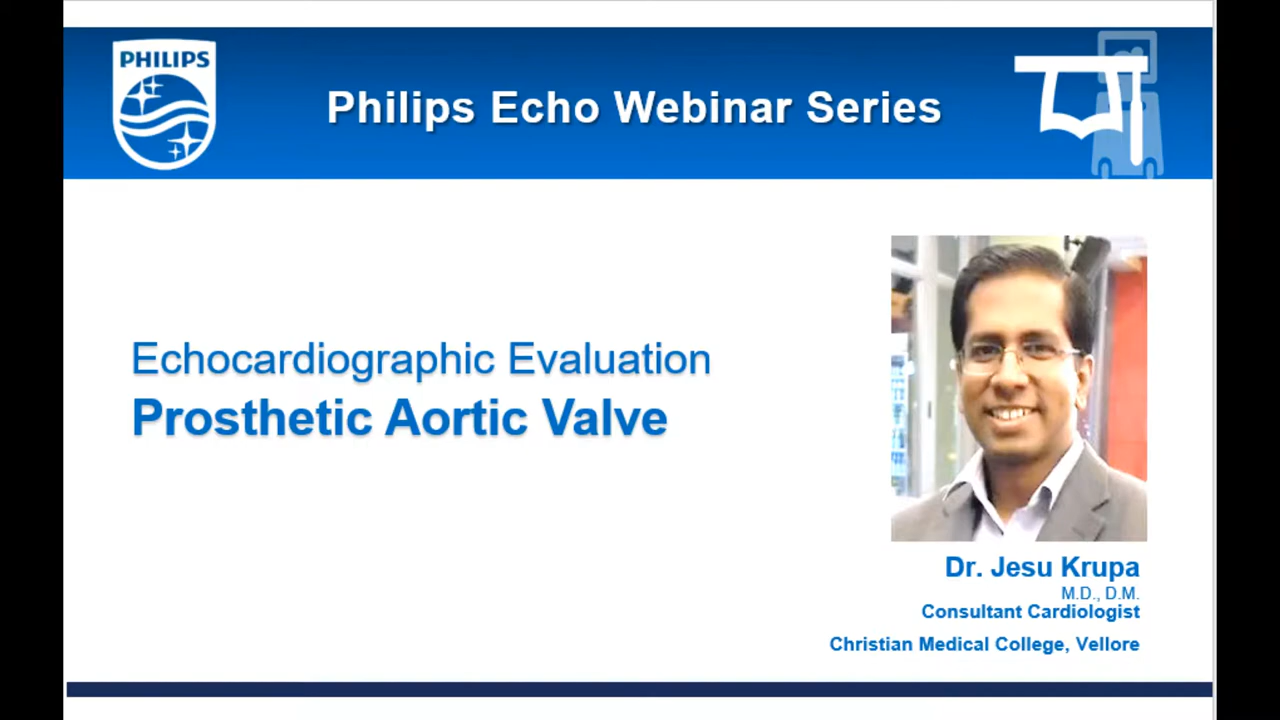 PHILIPS
Philips Echo Webinar Series
Echocardiographic Evaluation
Prosthetic Aortic Valve
Dr. Jesu Krupa
M.D., D.M.
Consultant Cardiologist
Christian Medical College, Vellore